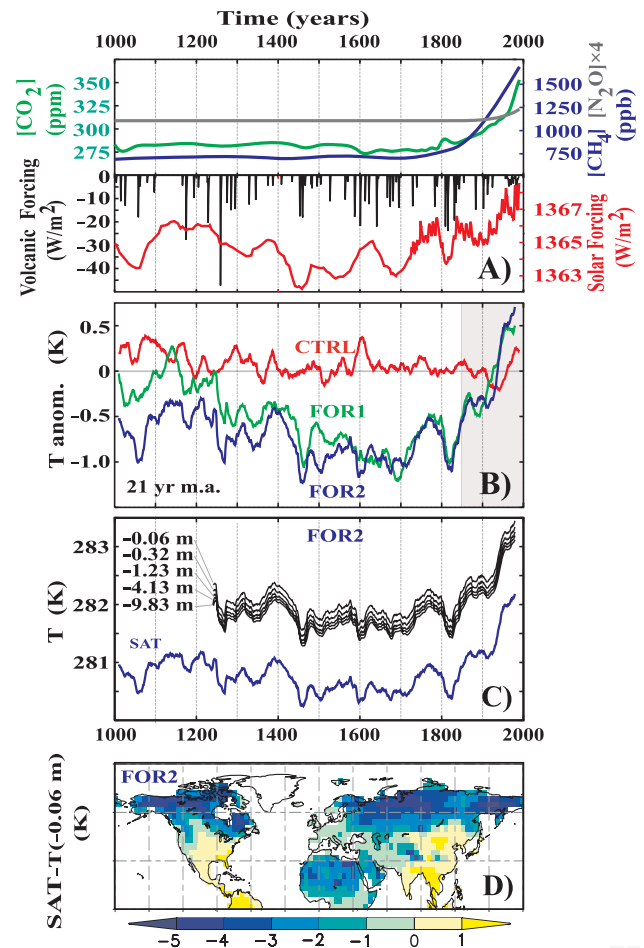 Time (years)
1000 1200 1400 1600 1800 2000
[CO₂] (ppm)
350
325
300
275
[N₂O]×4
[CH₄] ppb
1500
1250
1000
750
Volcanic Forcing (W/m²)
0
-10
-20
-30
-40
Solar Forcing (W/m²)
1367
1365
1363
A)
T anom. (K)
0.5
0
-0.5
-1.0
CTRL
FOR1
FOR2
21 yr m.a.
B)
T (K)
283
282
281
FOR2
-0.06 m
-0.32 m
-1.23 m
-4.13 m
-9.83 m
SAT
C)
1000 1200 1400 1600 1800 2000
SAT-T(-0.06 m) (K)
FOR2
D)
-5 -4 -3 -2 -1 0 1